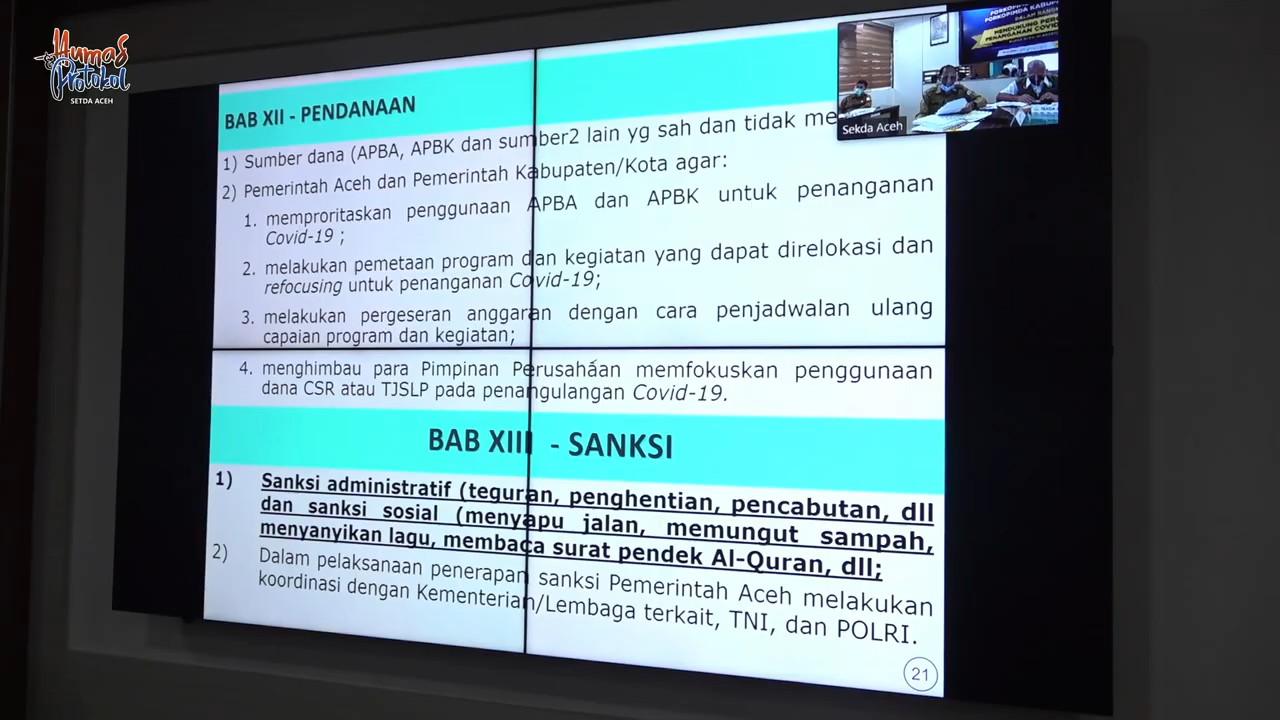 Humas
Protokol
SETDA ACEH
PENANGANAN COVID
Sekda Aceh
BAB XII - PENDANAAN
1) Sumber dana (APBA, APBK dan sumber2 lain yg sah dan tidak me
2) Pemerintah Aceh dan Pemerintah Kabupaten/Kota agar:
1. memproritaskan penggunaan APBA dan APBK untuk penanganan
Covid-19 ;
2. melakukan pemetaan program dan kegiatan yang dapat direlokasi dan
refocusing untuk penanganan Covid-19;
3. melakukan pergeseran anggaran dengan cara penjadwalan ulang
capaian program dan kegiatan;
4. menghimbau para Pimpinan Perusahaan memfokuskan penggunaan
dana CSR atau TJSLP pada penangulangan Covid-19.
BAB XIII - SANKSI
1) Sanksi administratif (teguran, penghentian, pencabutan, dll
dan sanksi sosial (menyapu jalan, memungut sampah,
menyanyikan lagu, membaca surat pendek Al-Quran, dll;
2) Dalam pelaksanaan penerapan sanksi Pemerintah Aceh melakukan
koordinasi dengan Kementerian/Lembaga terkait, TNI, dan POLRI.
21